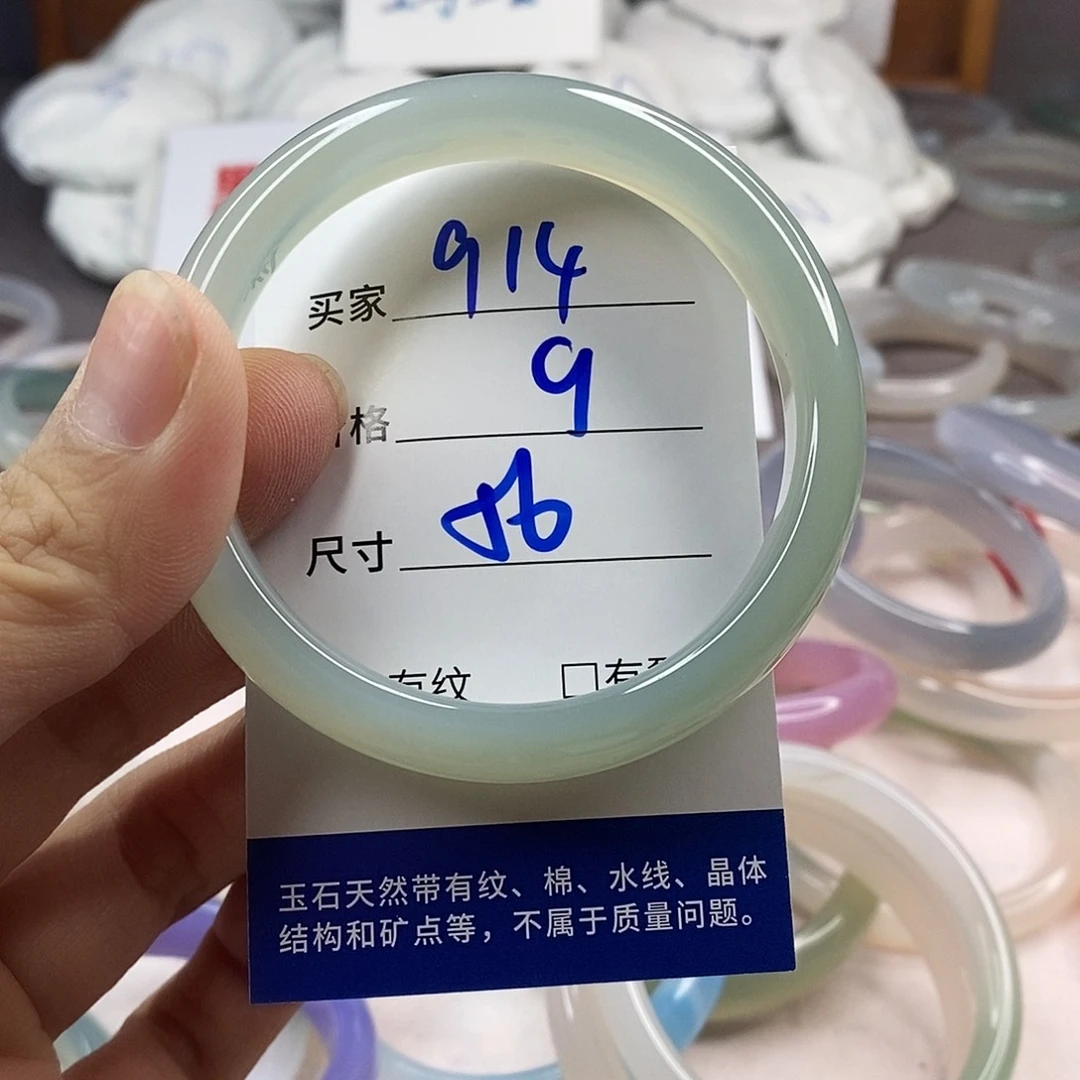 买家 914
格 9
尺寸 56
有纹 □有
玉石天然带有纹、棉、水线、晶体
结构和矿点等，不属于质量问题。